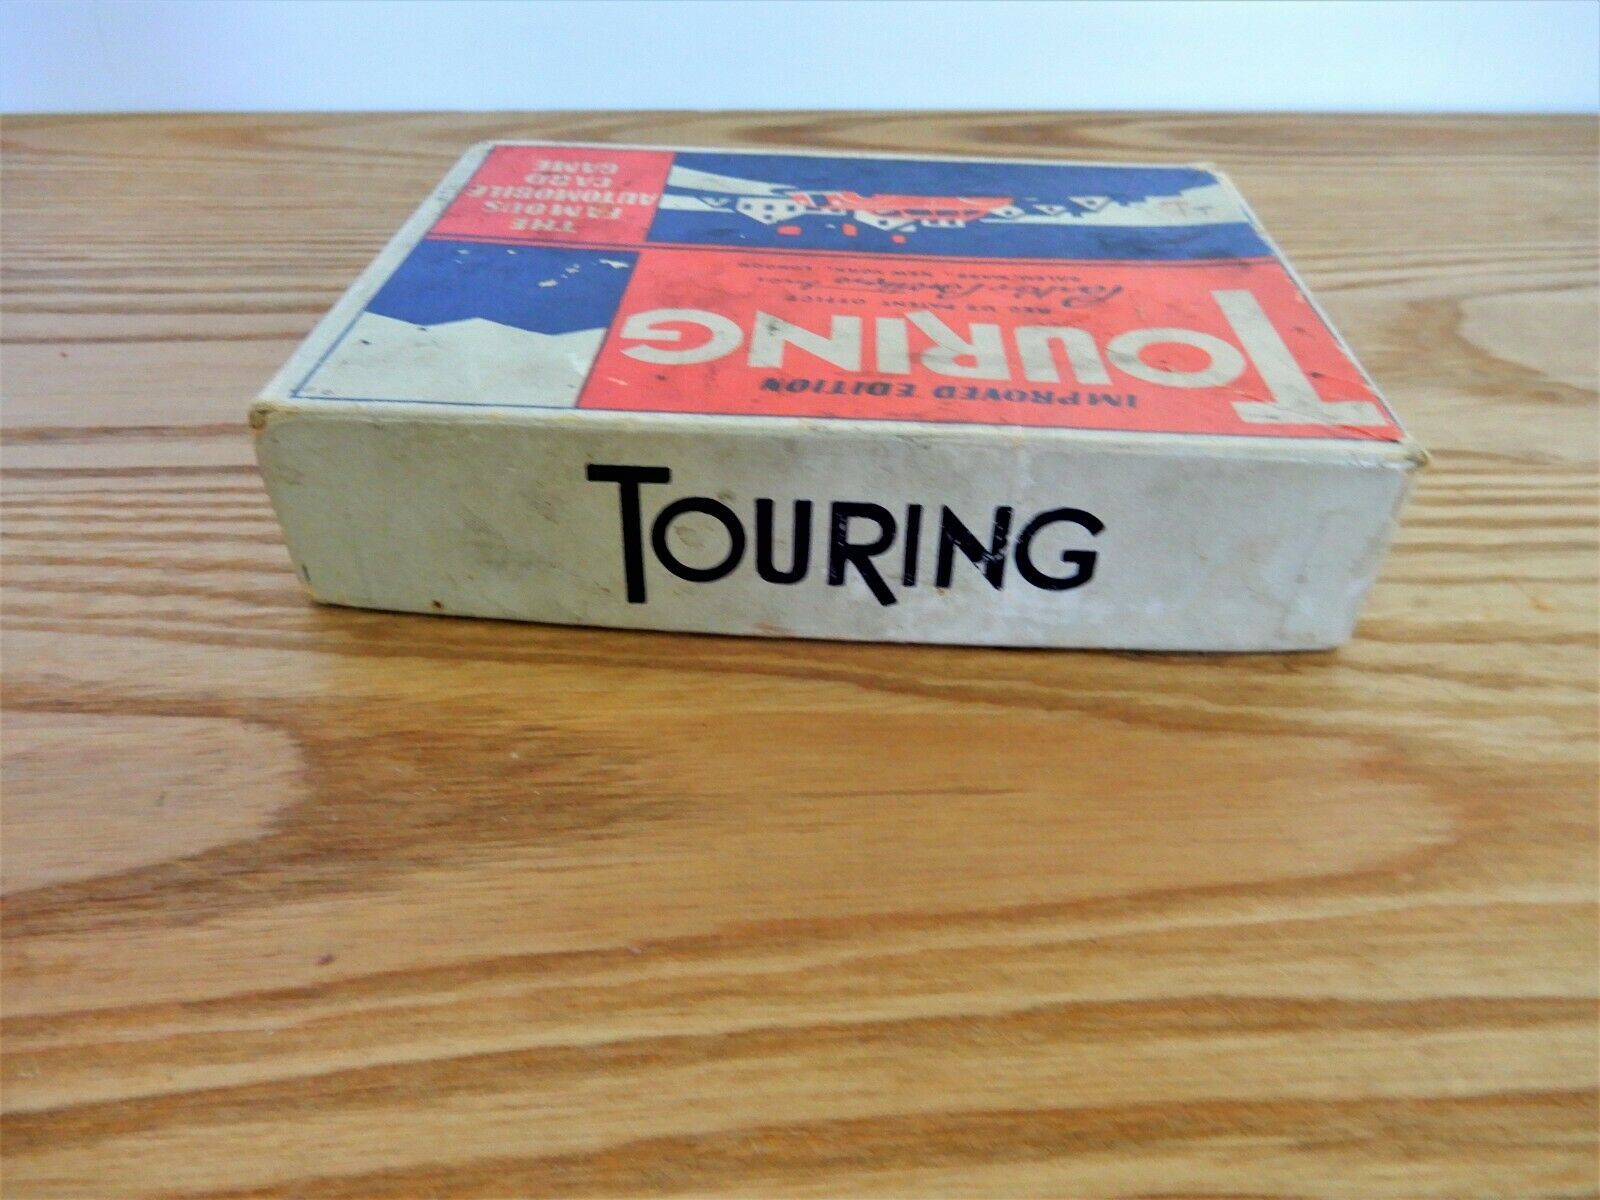 THE
FAMOUS
AUTOMOBILE
CARD
GAME
IMPROVED EDITION
TOURING
REG US PATENT OFFICE
Parker Brothers Inc
SALEM, MASS. NEW YORK, LONDON
TOURING